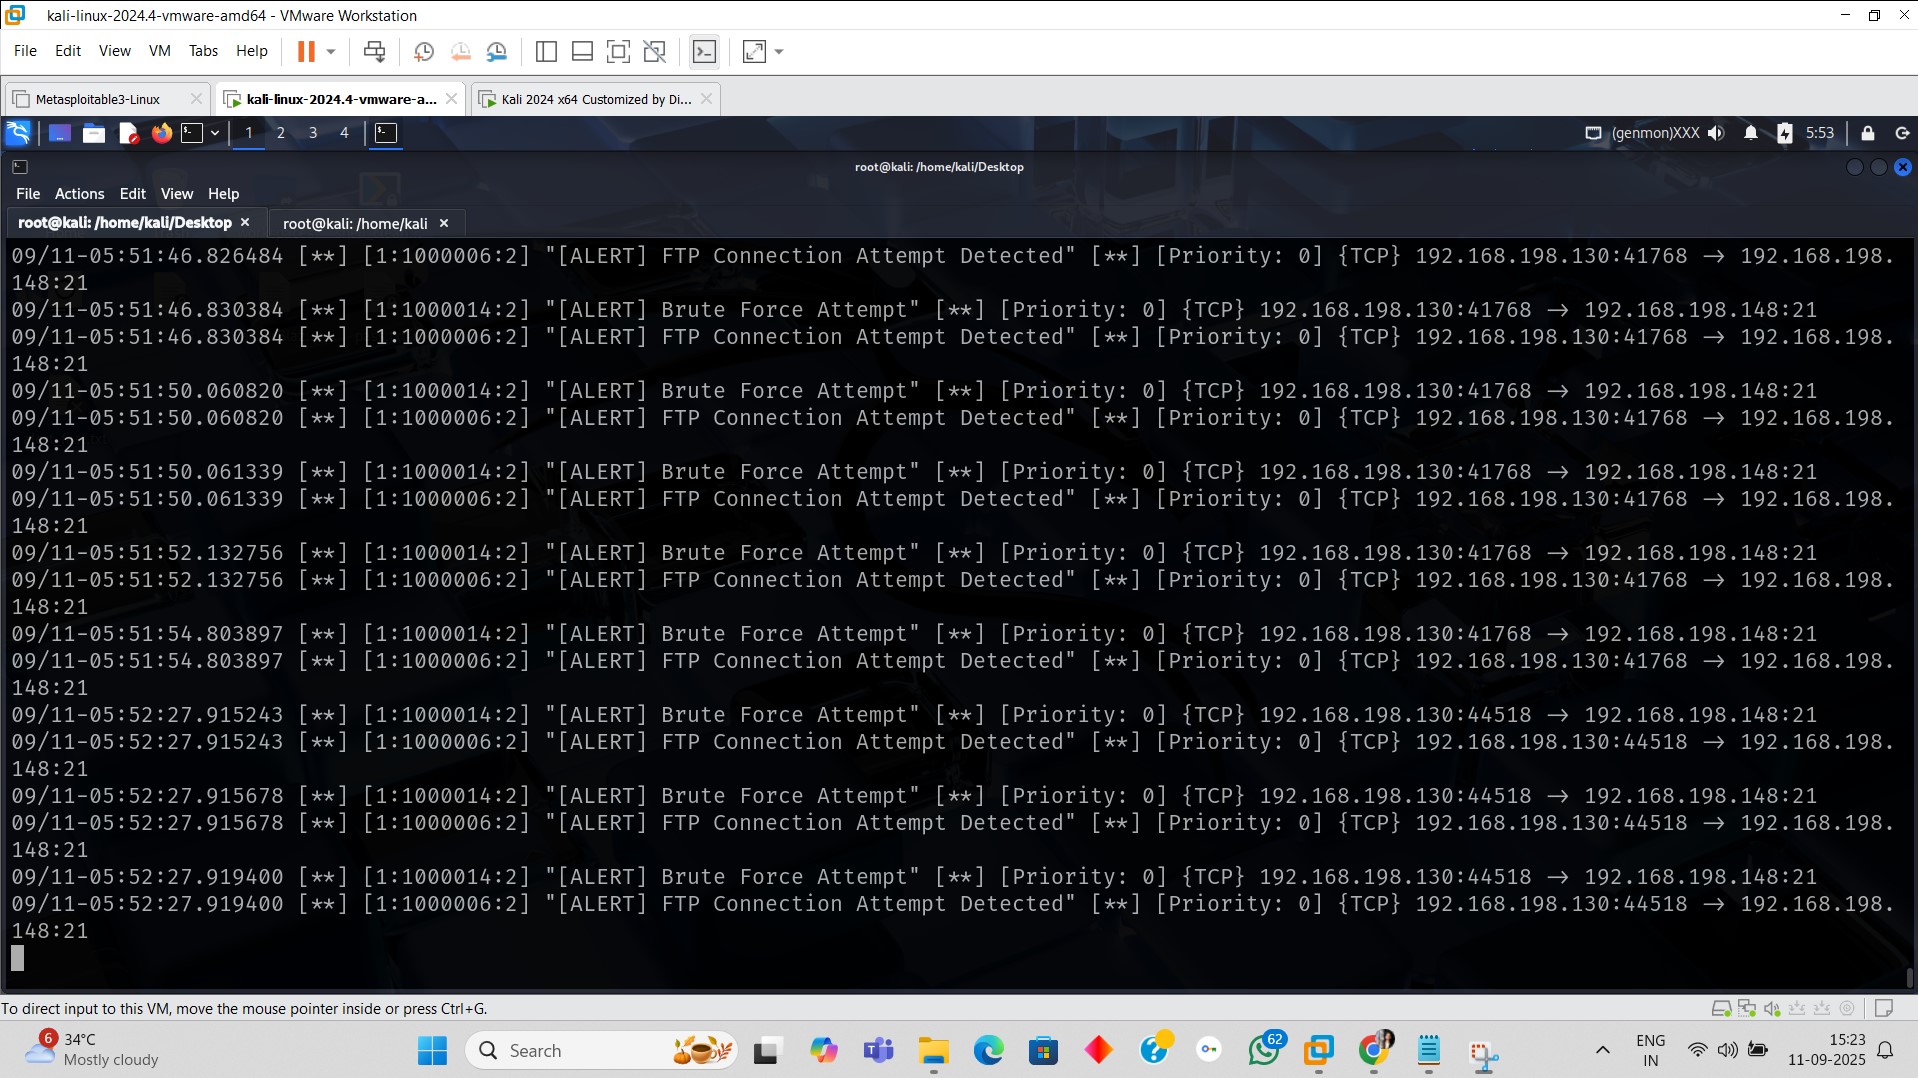 kali-linux-2024.4-vmware-amd64 - VMware Workstation
File Edit View VM Tabs Help
Metasploitable3-Linux kali-linux-2024.4-vmware-a... Kali 2024 x64 Customized by Di...
1 2 3 4 (genmon)XXX 5:53
root@kali: /home/kali/Desktop
File Actions Edit View Help
root@kali: /home/kali/Desktop root@kali: /home/kali
09/11-05:51:46.826484 [**] [1:1000006:2] "[ALERT] FTP Connection Attempt Detected" [**] [Priority: 0] {TCP} 192.168.198.130:41768 → 192.168.198.
148:21
09/11-05:51:46.830384 [**] [1:1000014:2] "[ALERT] Brute Force Attempt" [**] [Priority: 0] {TCP} 192.168.198.130:41768 → 192.168.198.148:21
09/11-05:51:46.830384 [**] [1:1000006:2] "[ALERT] FTP Connection Attempt Detected" [**] [Priority: 0] {TCP} 192.168.198.130:41768 → 192.168.198.
148:21
09/11-05:51:50.060820 [**] [1:1000014:2] "[ALERT] Brute Force Attempt" [**] [Priority: 0] {TCP} 192.168.198.130:41768 → 192.168.198.148:21
09/11-05:51:50.060820 [**] [1:1000006:2] "[ALERT] FTP Connection Attempt Detected" [**] [Priority: 0] {TCP} 192.168.198.130:41768 → 192.168.198.
148:21
09/11-05:51:50.061339 [**] [1:1000014:2] "[ALERT] Brute Force Attempt" [**] [Priority: 0] {TCP} 192.168.198.130:41768 → 192.168.198.148:21
09/11-05:51:50.061339 [**] [1:1000006:2] "[ALERT] FTP Connection Attempt Detected" [**] [Priority: 0] {TCP} 192.168.198.130:41768 → 192.168.198.
148:21
09/11-05:51:52.132756 [**] [1:1000014:2] "[ALERT] Brute Force Attempt" [**] [Priority: 0] {TCP} 192.168.198.130:41768 → 192.168.198.148:21
09/11-05:51:52.132756 [**] [1:1000006:2] "[ALERT] FTP Connection Attempt Detected" [**] [Priority: 0] {TCP} 192.168.198.130:41768 → 192.168.198.
148:21
09/11-05:51:54.803897 [**] [1:1000014:2] "[ALERT] Brute Force Attempt" [**] [Priority: 0] {TCP} 192.168.198.130:41768 → 192.168.198.148:21
09/11-05:51:54.803897 [**] [1:1000006:2] "[ALERT] FTP Connection Attempt Detected" [**] [Priority: 0] {TCP} 192.168.198.130:41768 → 192.168.198.
148:21
09/11-05:52:27.915243 [**] [1:1000014:2] "[ALERT] Brute Force Attempt" [**] [Priority: 0] {TCP} 192.168.198.130:44518 → 192.168.198.148:21
09/11-05:52:27.915243 [**] [1:1000006:2] "[ALERT] FTP Connection Attempt Detected" [**] [Priority: 0] {TCP} 192.168.198.130:44518 → 192.168.198.
148:21
09/11-05:52:27.915678 [**] [1:1000014:2] "[ALERT] Brute Force Attempt" [**] [Priority: 0] {TCP} 192.168.198.130:44518 → 192.168.198.148:21
09/11-05:52:27.915678 [**] [1:1000006:2] "[ALERT] FTP Connection Attempt Detected" [**] [Priority: 0] {TCP} 192.168.198.130:44518 → 192.168.198.
148:21
09/11-05:52:27.919400 [**] [1:1000014:2] "[ALERT] Brute Force Attempt" [**] [Priority: 0] {TCP} 192.168.198.130:44518 → 192.168.198.148:21
09/11-05:52:27.919400 [**] [1:1000006:2] "[ALERT] FTP Connection Attempt Detected" [**] [Priority: 0] {TCP} 192.168.198.130:44518 → 192.168.198.
148:21
To direct input to this VM, move the mouse pointer inside or press Ctrl+G.
6 34°C
Mostly cloudy
Search
62
ENG
IN
15:23
11-09-2025